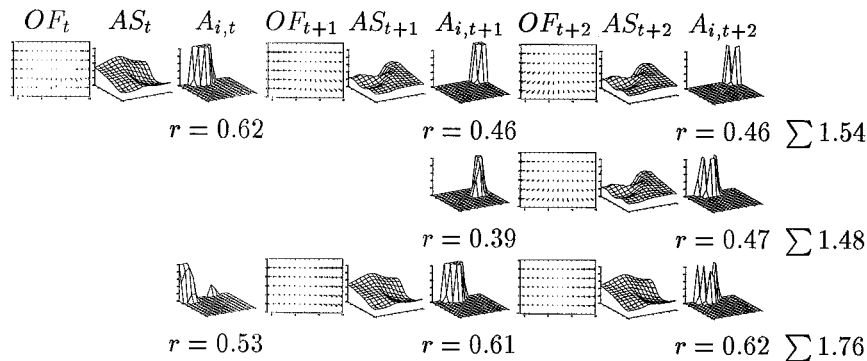 OF_t AS_t A_{i,t} OF_{t+1} AS_{t+1} A_{i,t+1} OF_{t+2} AS_{t+2} A_{i,t+2}
r = 0.62 r = 0.46 r = 0.46 ∑ 1.54
r = 0.39 r = 0.47 ∑ 1.48
r = 0.53 r = 0.61 r = 0.62 ∑ 1.76